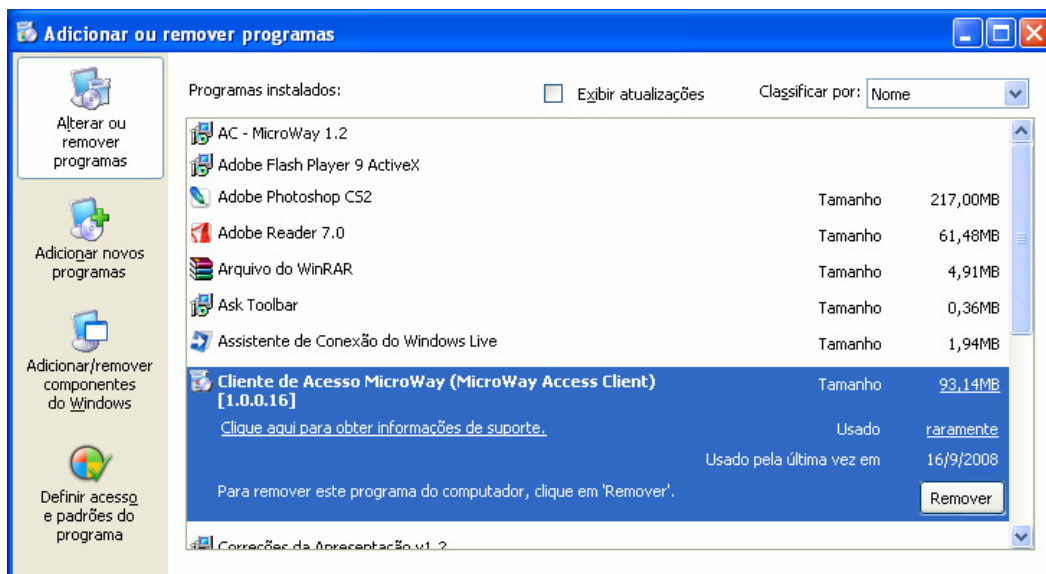 Adicionar ou remover programas
Alterar ou
remover
programas
Adicionar novos
programas
Adicionar/remover
componentes
do Windows
Definir acesso
e padrões do
programa
Programas instalados:
Exibir atualizações
Classificar por: Nome
AC - MicroWay 1.2
Adobe Flash Player 9 ActiveX
Adobe Photoshop CS2 Tamanho 217,00MB
Adobe Reader 7.0 Tamanho 61,48MB
Arquivo do WinRAR Tamanho 4,91MB
Ask Toolbar Tamanho 0,36MB
Assistente de Conexão do Windows Live Tamanho 1,94MB
Cliente de Acesso MicroWay (MicroWay Access Client) Tamanho 93,14MB
[1.0.0.16]
Clique aqui para obter informações de suporte. Usado raramente
Usado pela última vez em 16/9/2008
Para remover este programa do computador, clique em 'Remover'. Remover
Correções da Apresentação v1.2